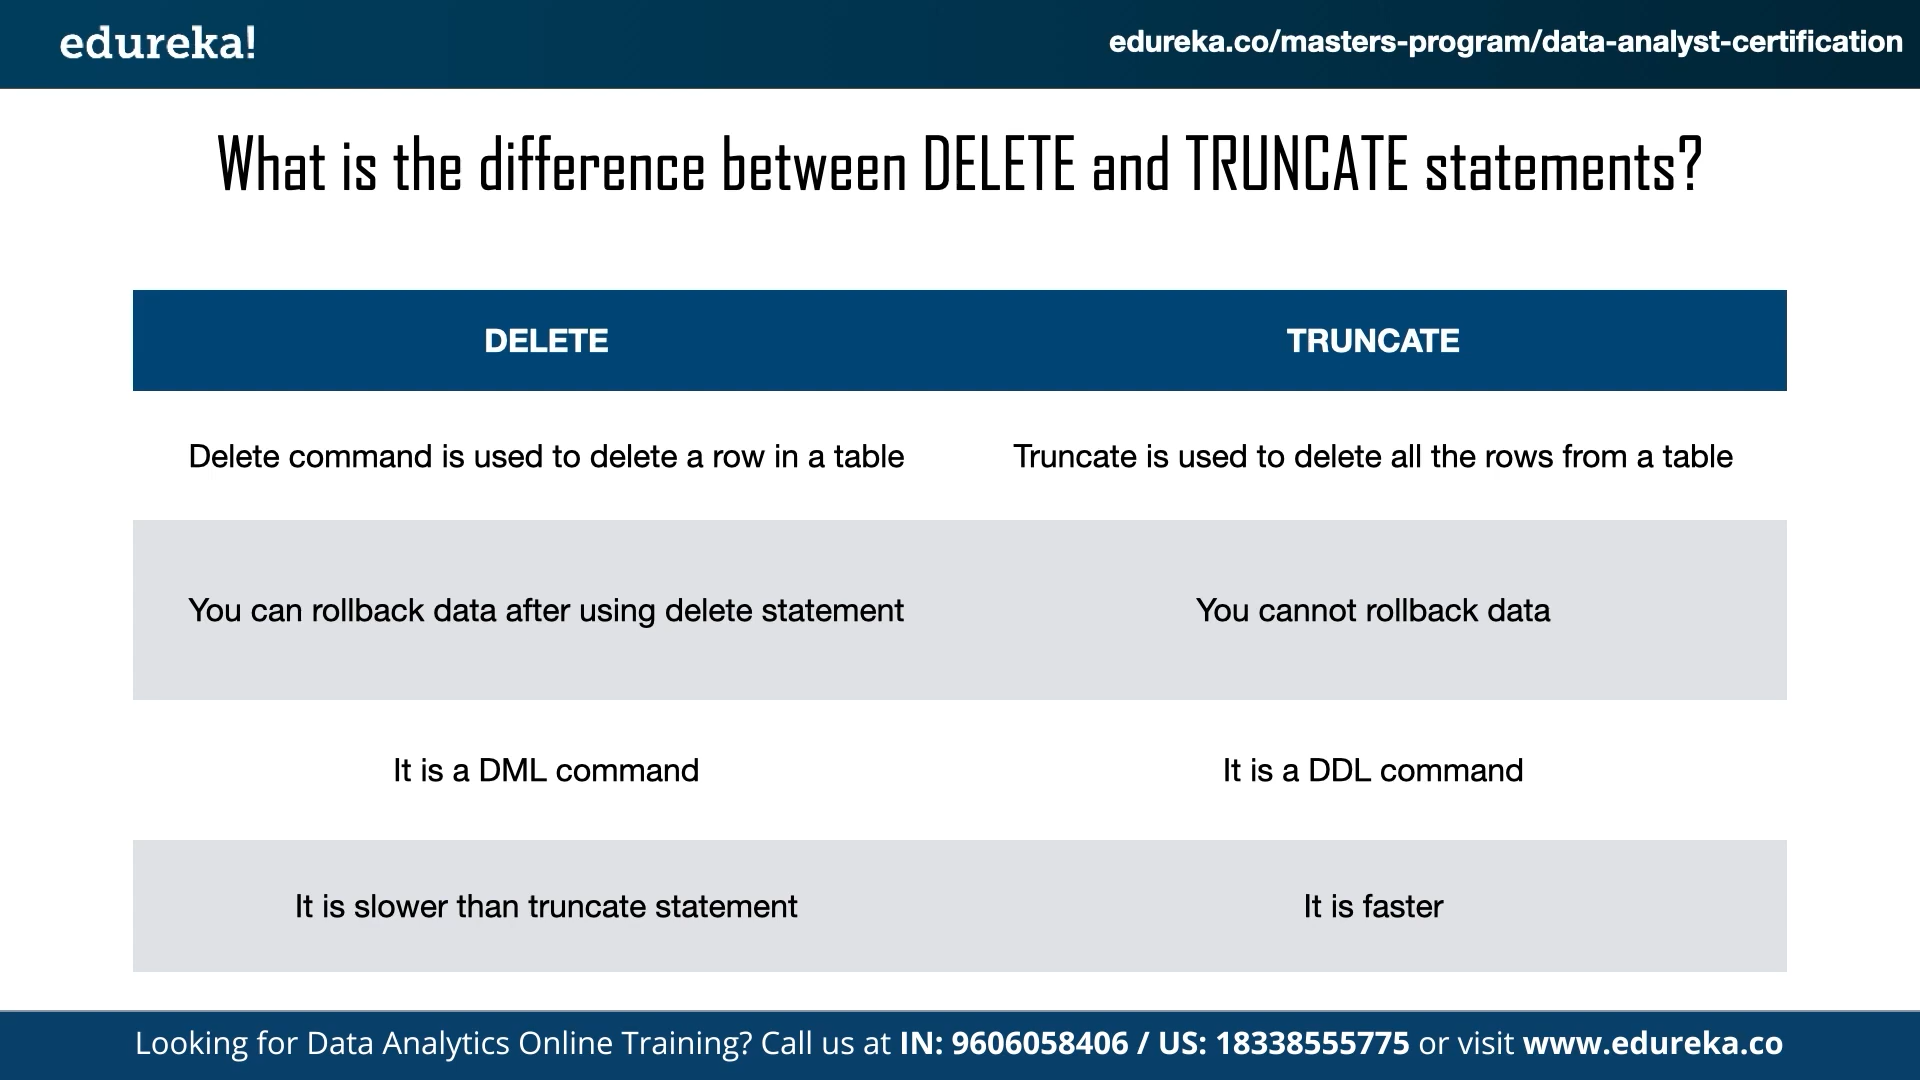 edureka!
edureka.co/masters-program/data-analyst-certification
What is the difference between DELETE and TRUNCATE statements?
DELETE
TRUNCATE
Delete command is used to delete a row in a table
Truncate is used to delete all the rows from a table
You can rollback data after using delete statement
You cannot rollback data
It is a DML command
It is a DDL command
It is slower than truncate statement
It is faster
Looking for Data Analytics Online Training? Call us at IN: 9606058406 / US: 18338555775 or visit www.edureka.co